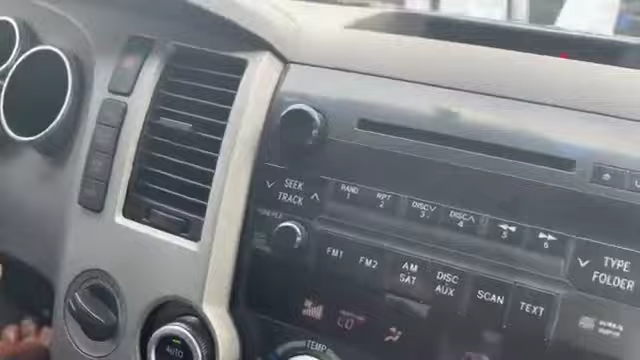 SEEK
TRACK
RAND
1
RPT
2
DISC
3
DISC
4
5
6
TYPE
FOLDER
FM1
FM2
AM
SAT
DISC
AUX
SCAN
TEXT
LO
TEMP
AUTO